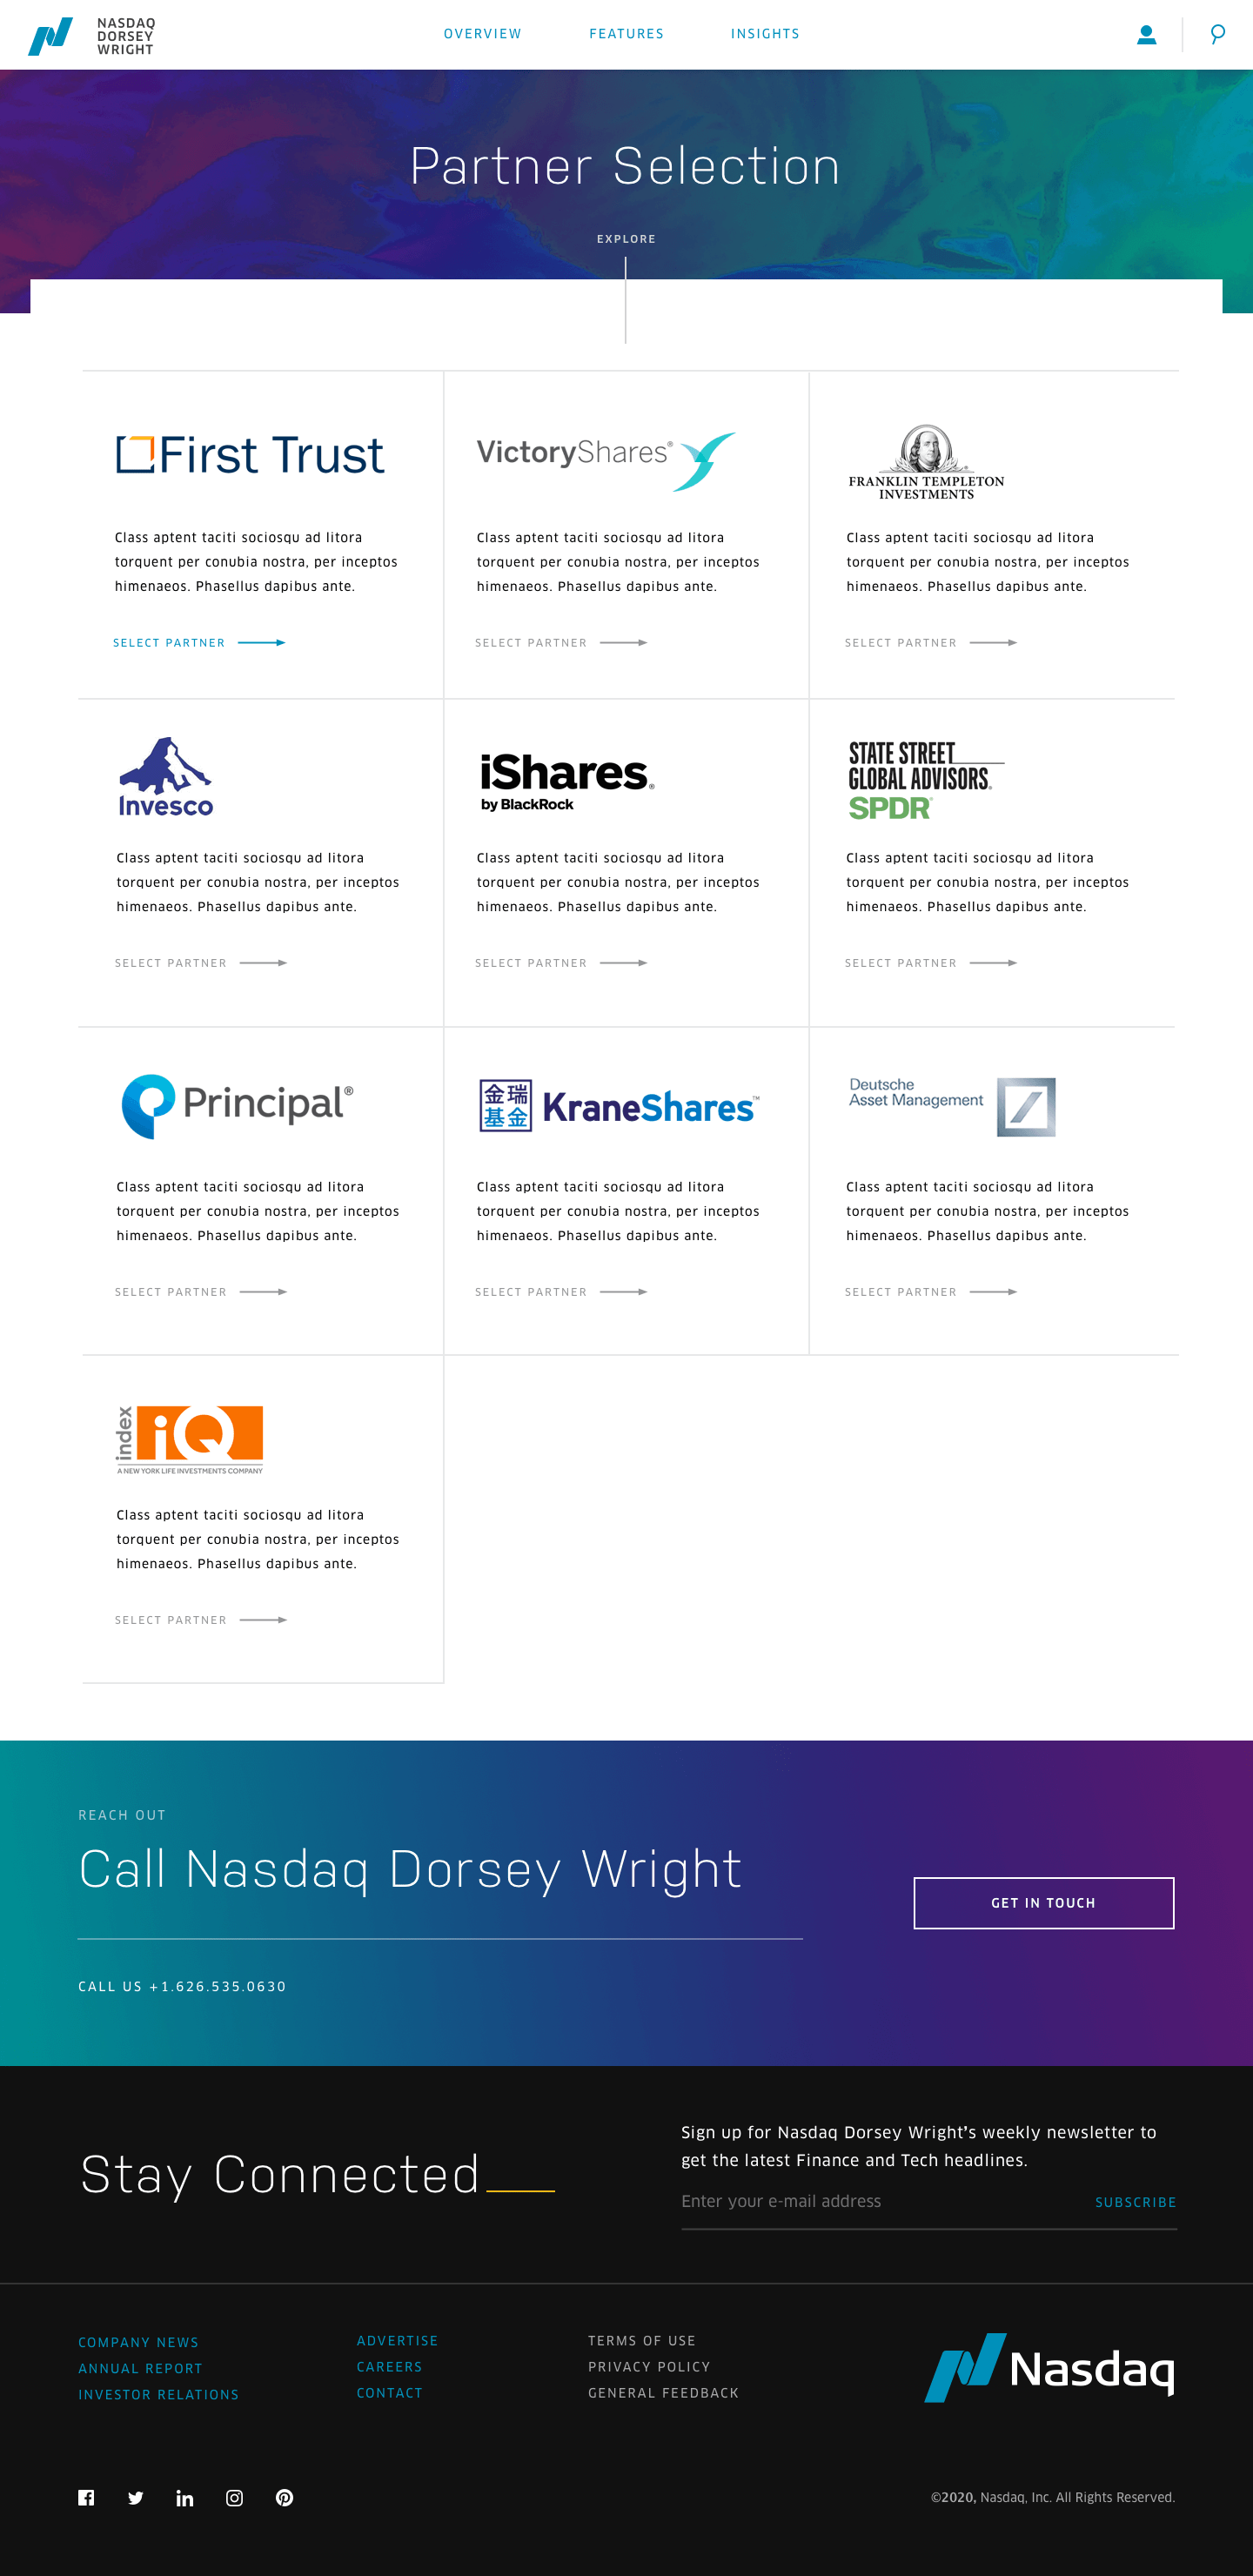 NASDAQ
DORSEY
WRIGHT
OVERVIEW
FEATURES
INSIGHTS
Partner Selection
EXPLORE
First Trust
VictoryShares®
FRANKLIN TEMPLETON
INVESTMENTS
Class aptent taciti sociosqu ad litora
torquent per conubia nostra, per inceptos
himenaeos. Phasellus dapibus ante.
SELECT PARTNER
Class aptent taciti sociosqu ad litora
torquent per conubia nostra, per inceptos
himenaeos. Phasellus dapibus ante.
SELECT PARTNER
Class aptent taciti sociosqu ad litora
torquent per conubia nostra, per inceptos
himenaeos. Phasellus dapibus ante.
SELECT PARTNER
Invesco
iShares®
by BlackRock
STATE STREET
GLOBAL ADVISORS®
SPDR®
Class aptent taciti sociosqu ad litora
torquent per conubia nostra, per inceptos
himenaeos. Phasellus dapibus ante.
SELECT PARTNER
Class aptent taciti sociosqu ad litora
torquent per conubia nostra, per inceptos
himenaeos. Phasellus dapibus ante.
SELECT PARTNER
Class aptent taciti sociosqu ad litora
torquent per conubia nostra, per inceptos
himenaeos. Phasellus dapibus ante.
SELECT PARTNER
Principal®
金瑞
基金
KraneShares™
Deutsche
Asset Management
Class aptent taciti sociosqu ad litora
torquent per conubia nostra, per inceptos
himenaeos. Phasellus dapibus ante.
SELECT PARTNER
Class aptent taciti sociosqu ad litora
torquent per conubia nostra, per inceptos
himenaeos. Phasellus dapibus ante.
SELECT PARTNER
Class aptent taciti sociosqu ad litora
torquent per conubia nostra, per inceptos
himenaeos. Phasellus dapibus ante.
SELECT PARTNER
index
iQ
A NEW YORK LIFE INVESTMENTS COMPANY
Class aptent taciti sociosqu ad litora
torquent per conubia nostra, per inceptos
himenaeos. Phasellus dapibus ante.
SELECT PARTNER
REACH OUT
Call Nasdaq Dorsey Wright
GET IN TOUCH
CALL US +1.626.535.0630
Stay Connected
Sign up for Nasdaq Dorsey Wright’s weekly newsletter to
get the latest Finance and Tech headlines.
Enter your e-mail address
SUBSCRIBE
COMPANY NEWS
ANNUAL REPORT
INVESTOR RELATIONS
ADVERTISE
CAREERS
CONTACT
TERMS OF USE
PRIVACY POLICY
GENERAL FEEDBACK
Nasdaq
©2020, Nasdaq, Inc. All Rights Reserved.